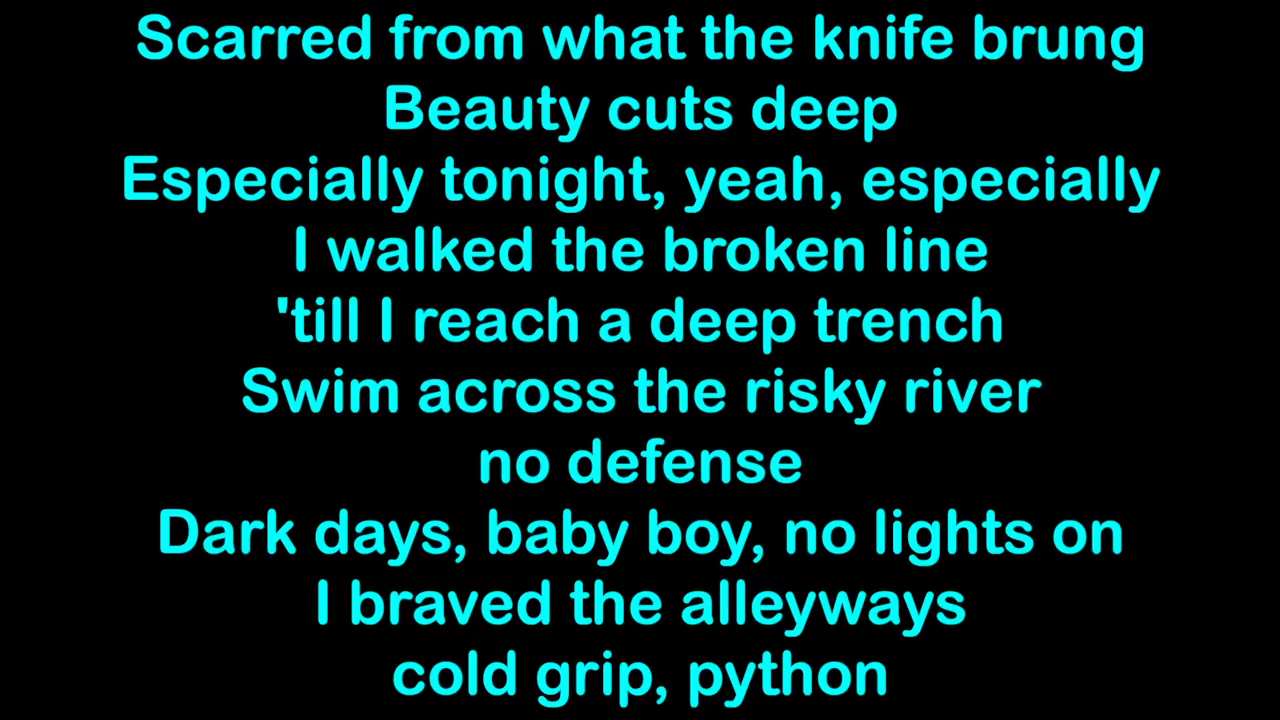 Scarred from what the knife brung
Beauty cuts deep
Especially tonight, yeah, especially
I walked the broken line
'till I reach a deep trench
Swim across the risky river
no defense
Dark days, baby boy, no lights on
I braved the alleyways
cold grip, python